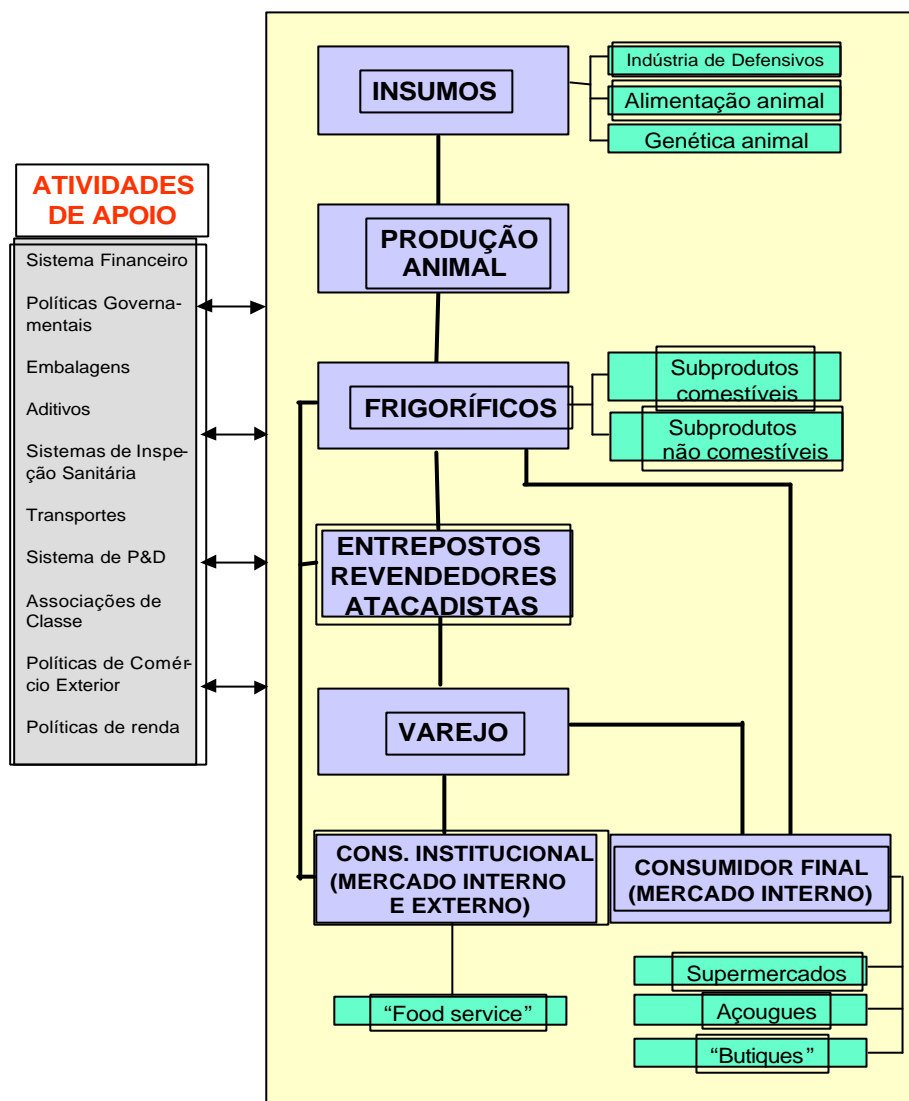 INSUMOS
Indústria de Defensivos
Alimentação animal
Genética animal
ATIVIDADES
DE APOIO
Sistema Financeiro
Políticas Governa-
mentais
Embalagens
Aditivos
Sistemas de Inspe-
ção Sanitária
Transportes
Sistema de P&D
Associações de
Classe
Políticas de Comér-
cio Exterior
Políticas de renda
PRODUÇÃO
ANIMAL
FRIGORÍFICOS
Subprodutos
comestíveis
Subprodutos
não comestíveis
ENTREPOSTOS
REVENDEDORES
ATACADISTAS
VAREJO
CONS. INSTITUCIONAL
(MERCADO INTERNO
E EXTERNO)
CONSUMIDOR FINAL
(MERCADO INTERNO)
“Food service”
Supermercados
Açougues
“Butiques”